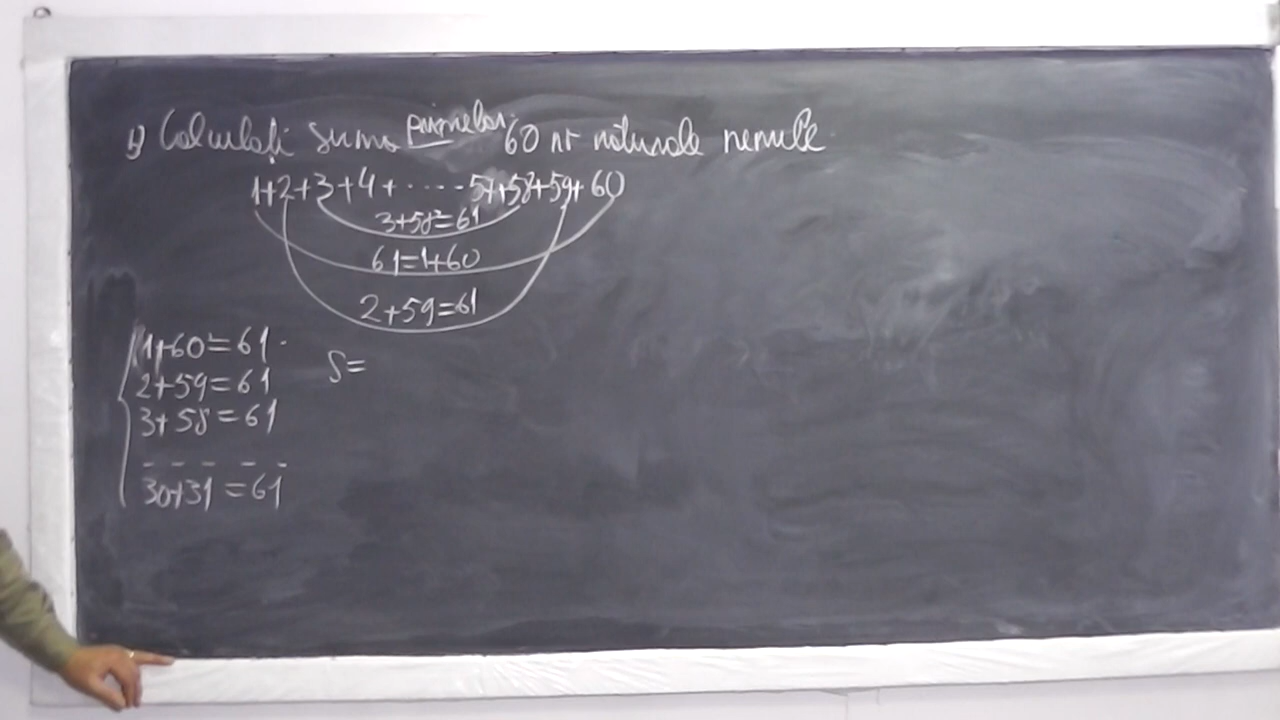 1) Calculati suma primelor 60 nr naturale nenule.
1+2+3+4+.....57+58+59+60
3+58=61
61=1+60
2+59=61
1+60=61
2+59=61 S=
3+58=61
- - - - -
30+31=61